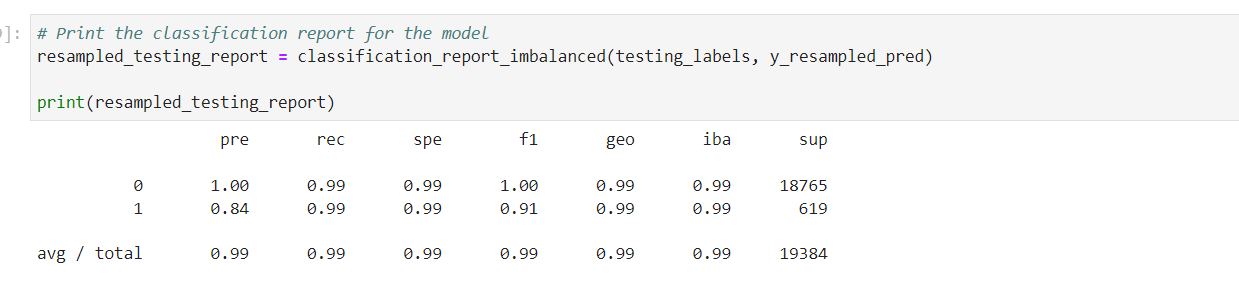 ]: # Print the classification report for the model
resampled_testing_report = classification_report_imbalanced(testing_labels, y_resampled_pred)
print(resampled_testing_report)
pre rec spe f1 geo iba sup
0 1.00 0.99 0.99 1.00 0.99 0.99 18765
1 0.84 0.99 0.99 0.91 0.99 0.99 619
avg / total 0.99 0.99 0.99 0.99 0.99 0.99 19384